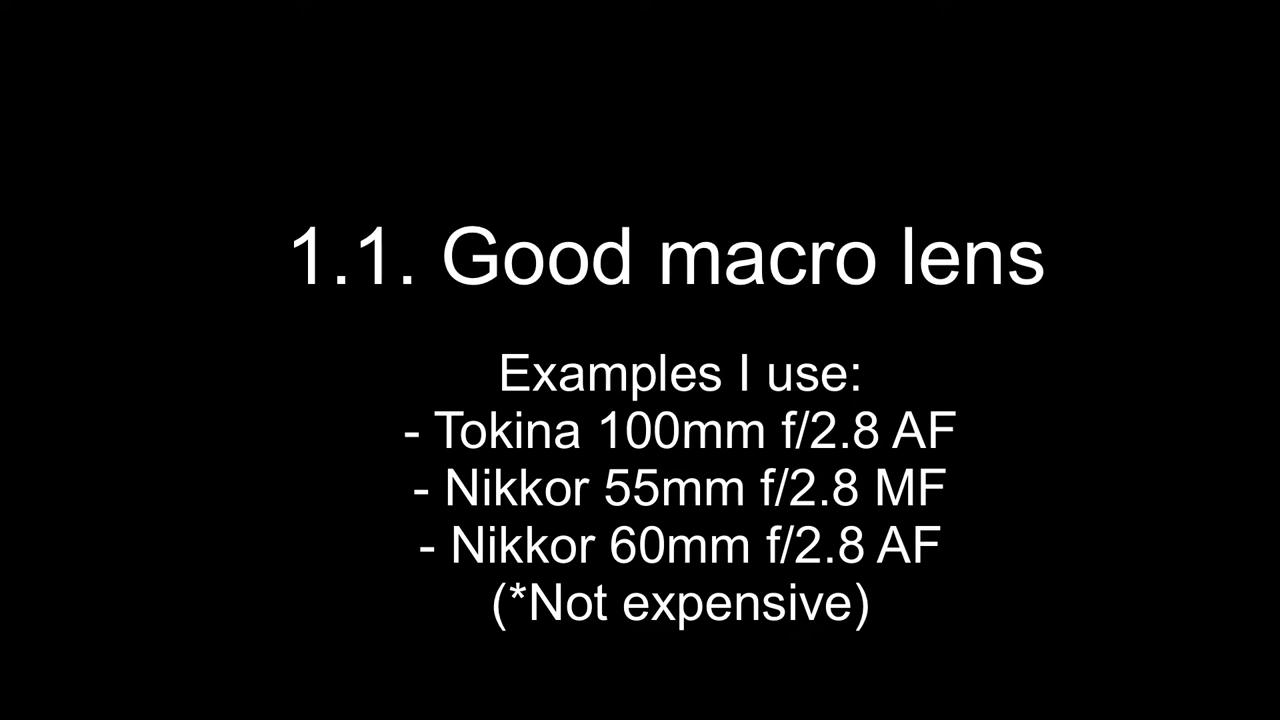 1.1. Good macro lens
Examples I use:
- Tokina 100mm f/2.8 AF
- Nikkor 55mm f/2.8 MF
- Nikkor 60mm f/2.8 AF
(*Not expensive)